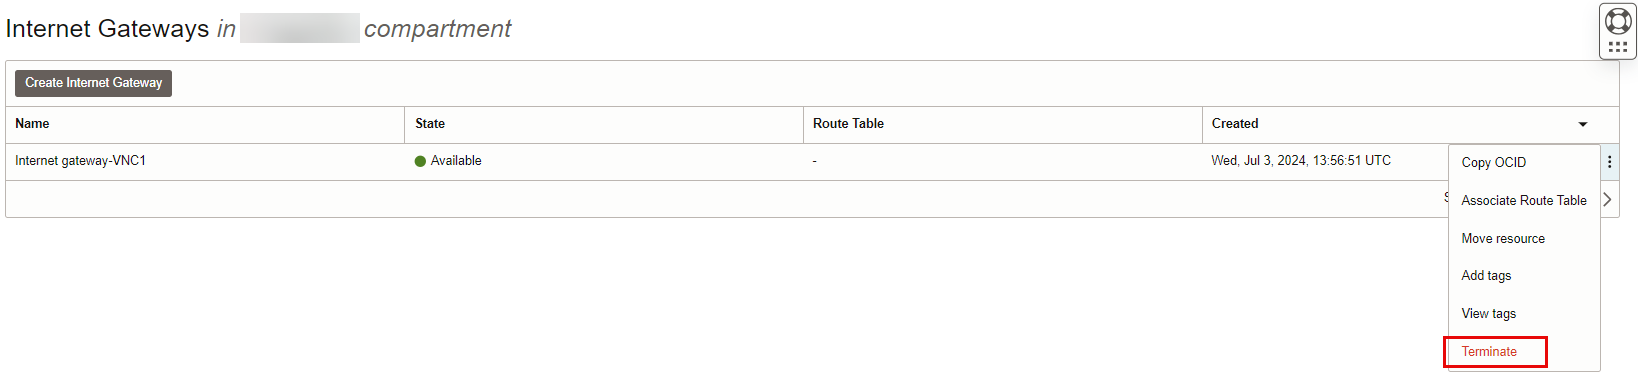 Internet Gateways in compartment
Create Internet Gateway
Name State Route Table Created
Internet gateway-VNC1 Available - Wed, Jul 3, 2024, 13:56:51 UTC
Copy OCID
Associate Route Table
Move resource
Add tags
View tags
Terminate